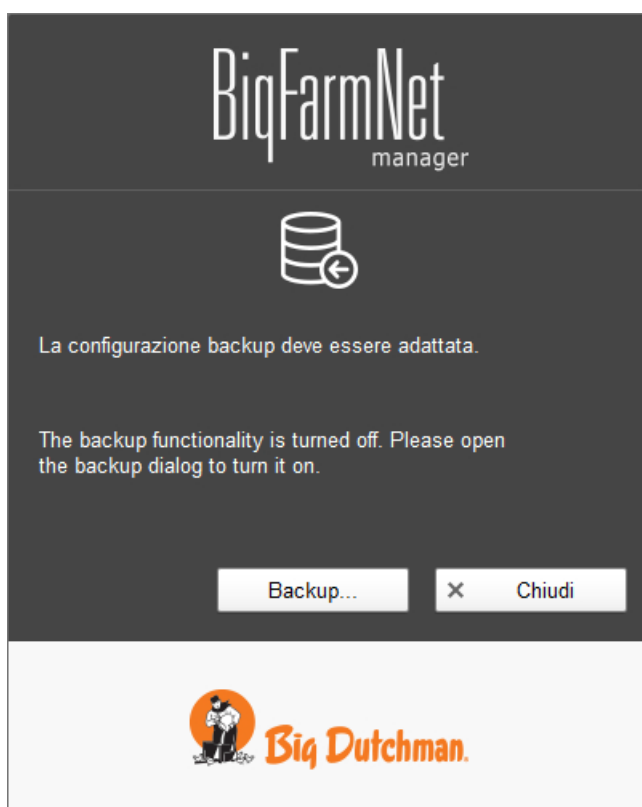 BigFarmNet
manager
La configurazione backup deve essere adattata.
The backup functionality is turned off. Please open
the backup dialog to turn it on.
Backup...
Chiudi
Big Dutchman.